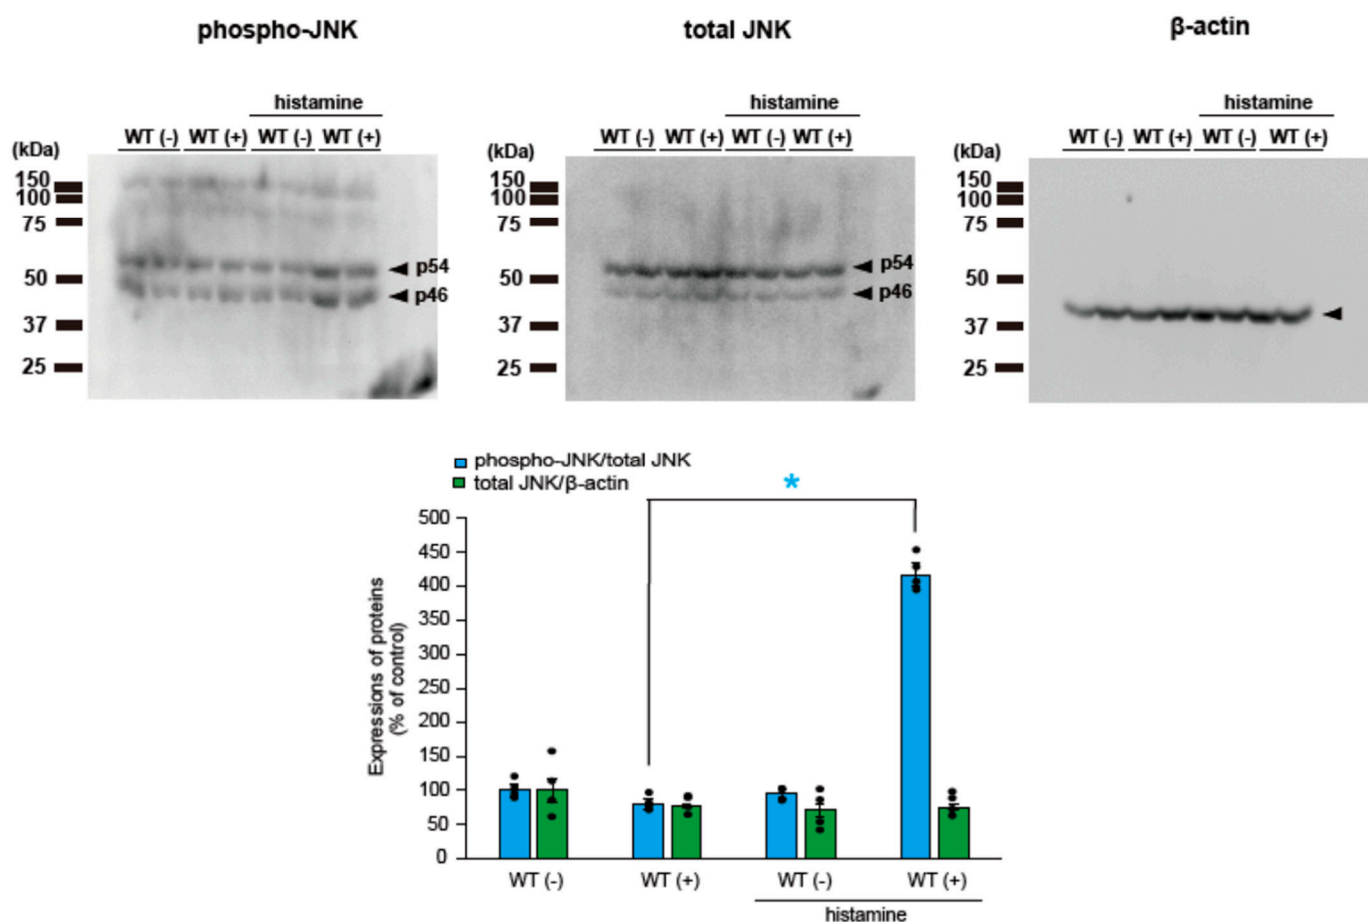 phospho-JNK
histamine
WT (-) WT (+) WT (-) WT (+)
(kDa)
150
100
75
50
37
25
p54
p46
total JNK
histamine
WT (-) WT (+) WT (-) WT (+)
(kDa)
150
100
75
50
37
25
p54
p46
β-actin
histamine
WT (-) WT (+) WT (-) WT (+)
(kDa)
150
100
75
50
37
25
phospho-JNK/total JNK
total JNK/β-actin
*
Expressions of proteins
(% of control)
500
450
400
350
300
250
200
150
100
50
0
WT (-) WT (+) WT (-) WT (+)
histamine